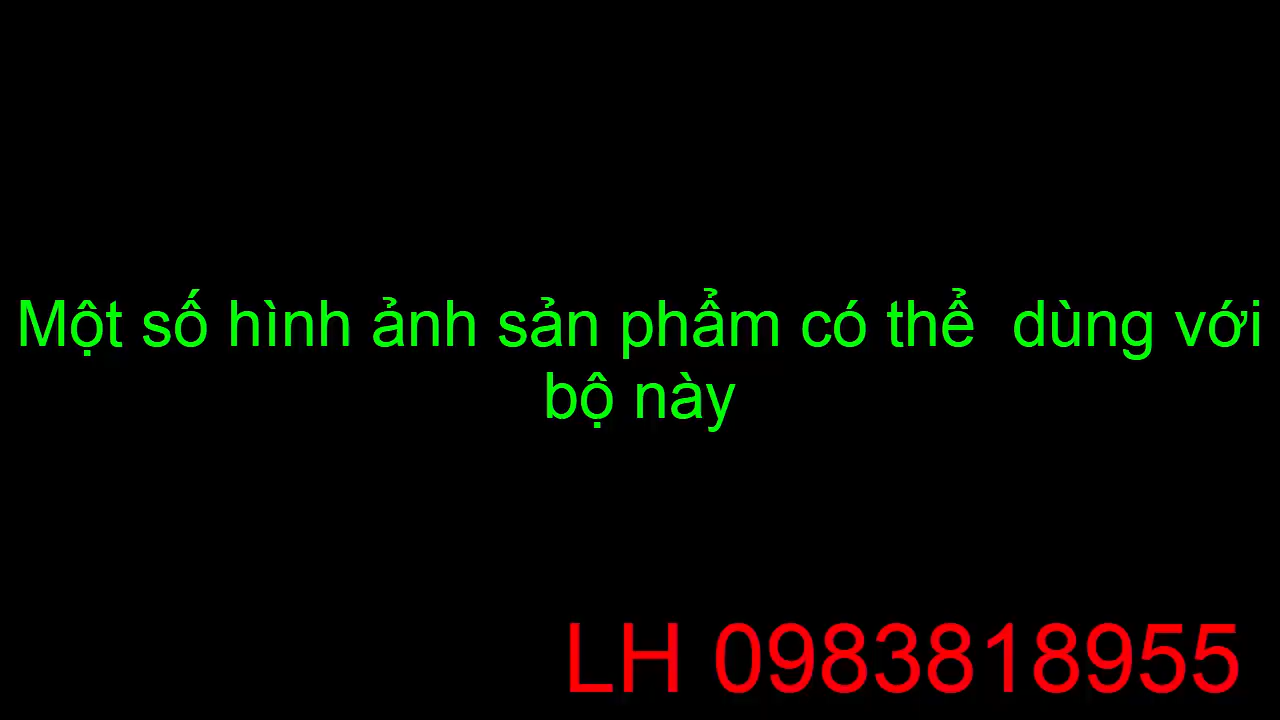 Một số hình ảnh sản phẩm có thể  dùng với
bộ này
LH 0983818955